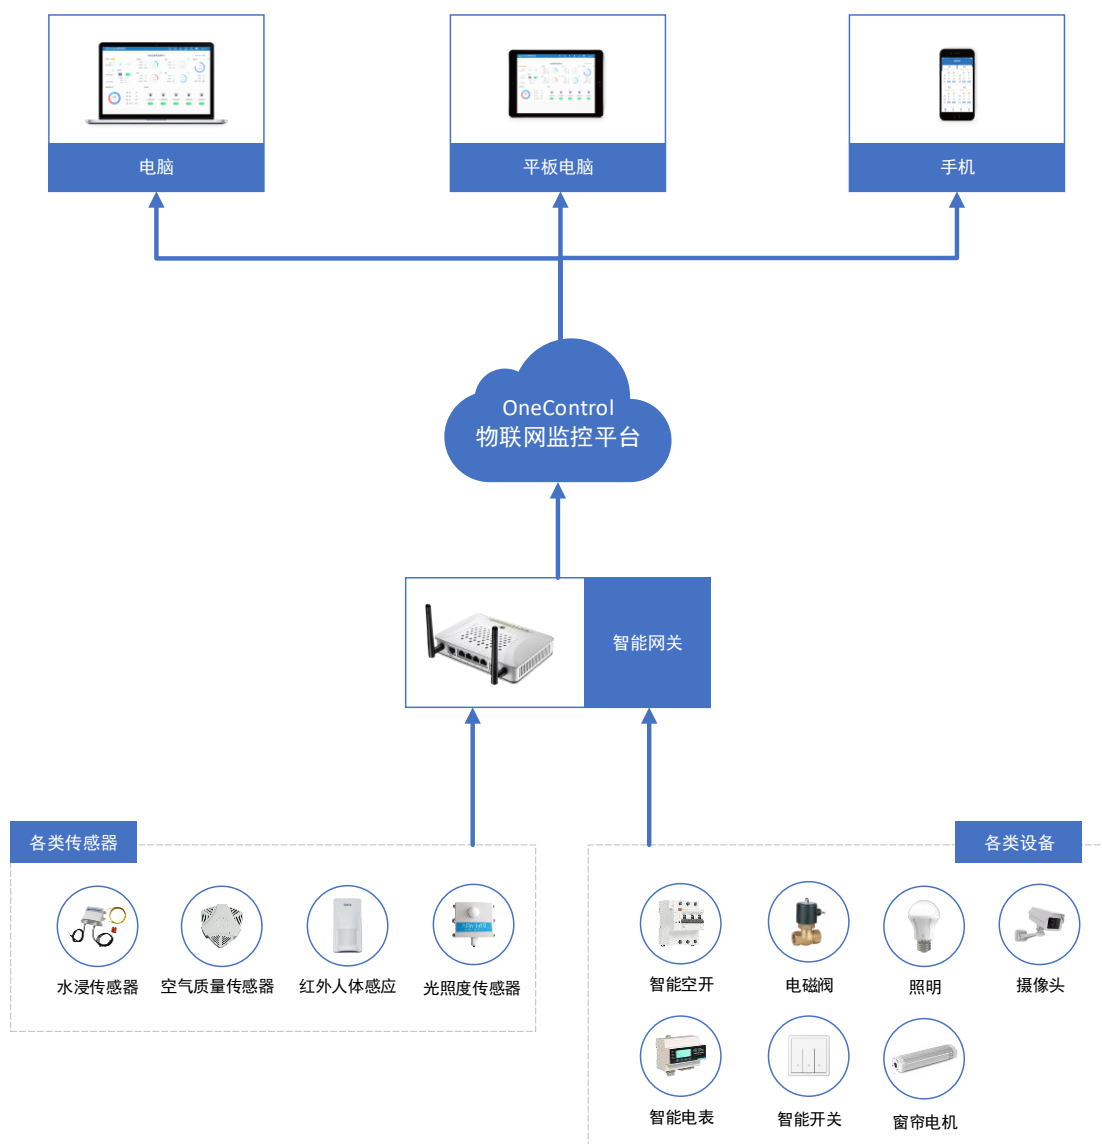 电脑
平板电脑
手机
OneControl
物联网监控平台
智能网关
各类传感器
各类设备
水浸传感器
空气质量传感器
红外人体感应
光照度传感器
智能空开
电磁阀
照明
摄像头
智能电表
智能开关
窗帘电机